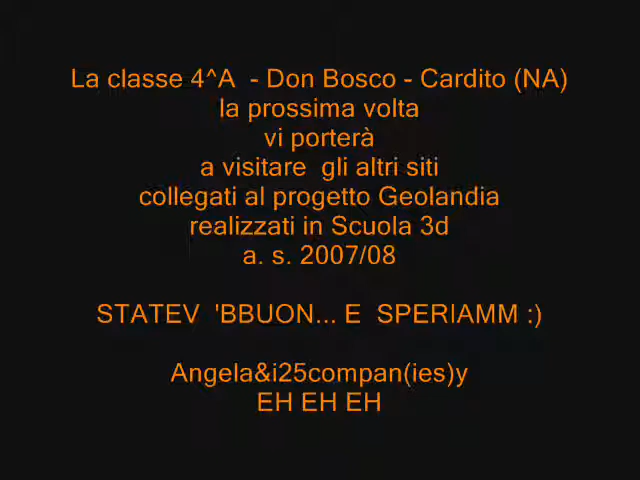 La classe 4^A - Don Bosco - Cardito (NA)
la prossima volta
vi porterà
a visitare gli altri siti
collegati al progetto Geolandia
realizzati in Scuola 3d
a. s. 2007/08
STATEV 'BBUON... E SPERIAMM :)
Angela&i25compan(ies)y
EH EH EH